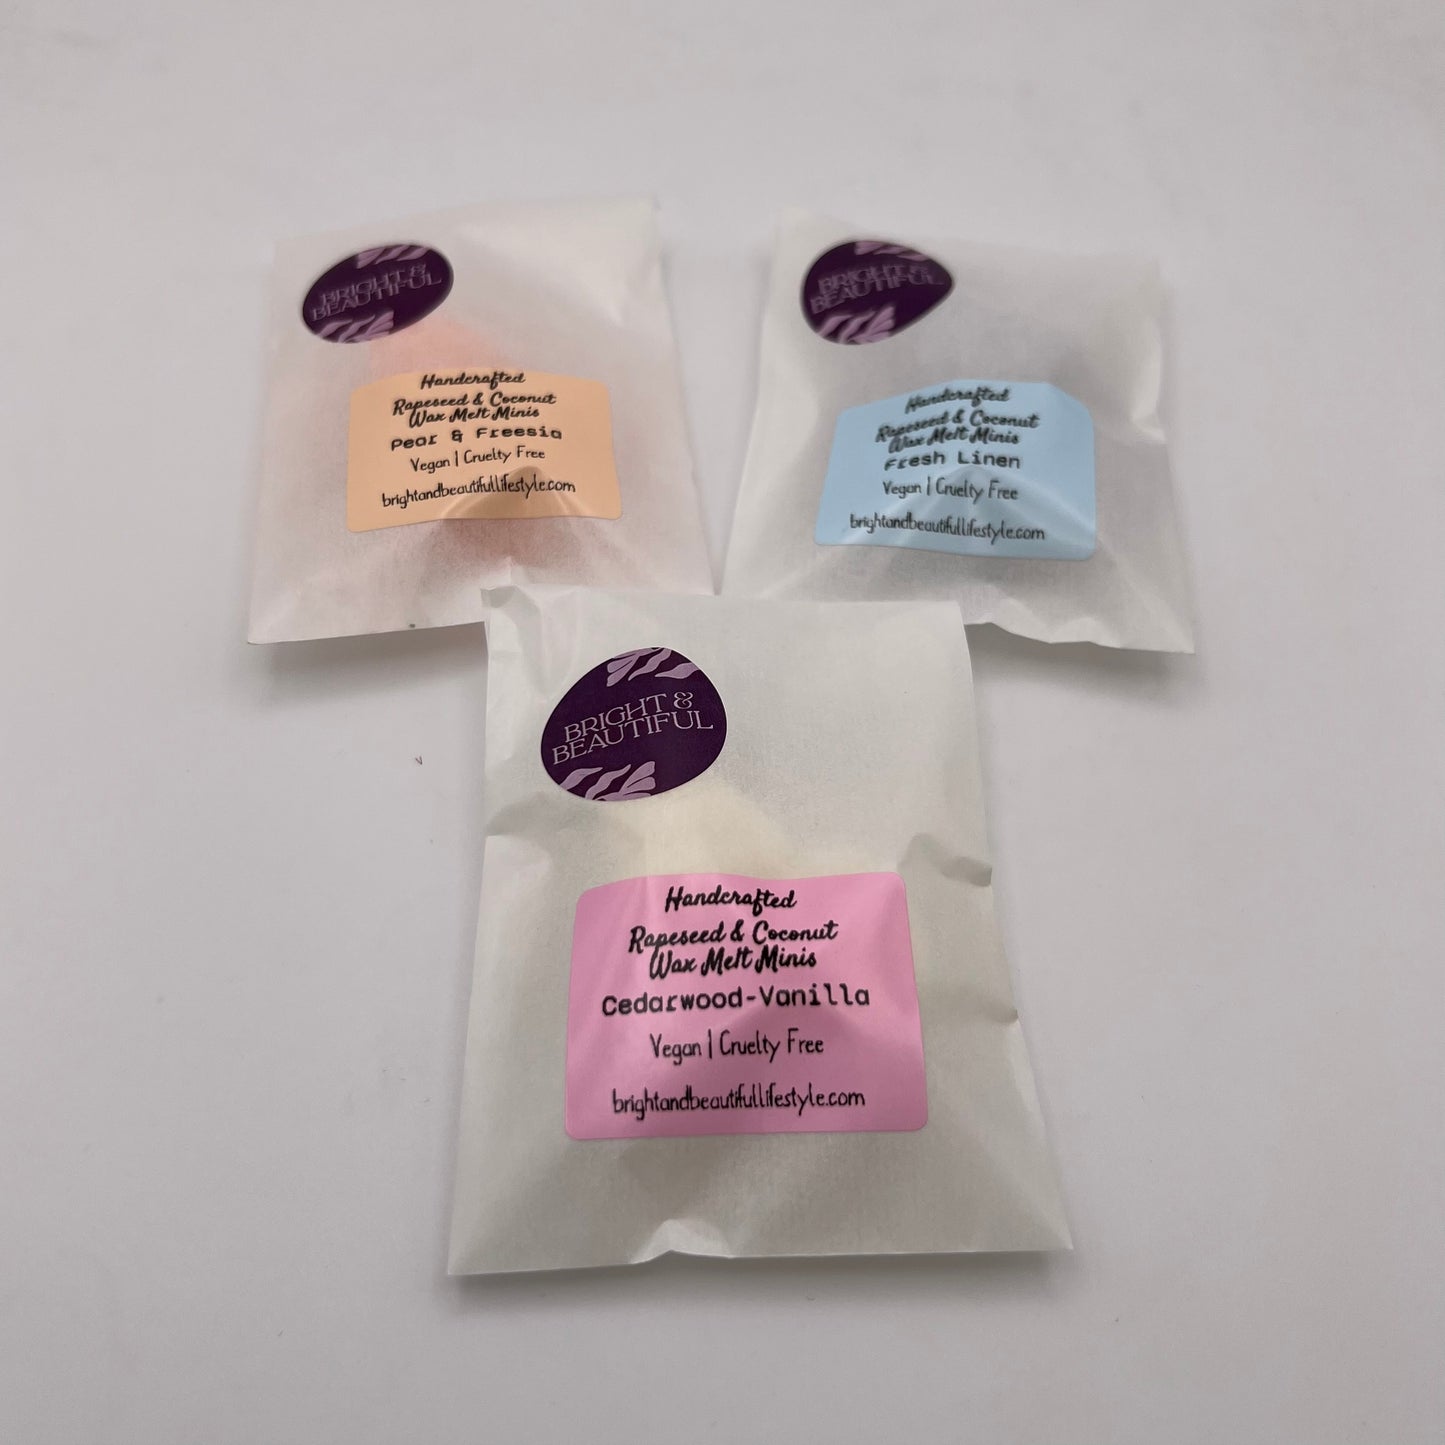 BRIGHT &
BEAUTIFUL
Handcrafted
Rapeseed & Coconut
Wax Melt Minis
Pear & Freesia
Vegan | Cruelty Free
brightandbeautifullifestyle.com
BRIGHT &
BEAUTIFUL
Handcrafted
Rapeseed & Coconut
Wax Melt Minis
Fresh Linen
Vegan | Cruelty Free
brightandbeautifullifestyle.com
BRIGHT &
BEAUTIFUL
Handcrafted
Rapeseed & Coconut
Wax Melt Minis
Cedarwood-Vanilla
Vegan | Cruelty Free
brightandbeautifullifestyle.com